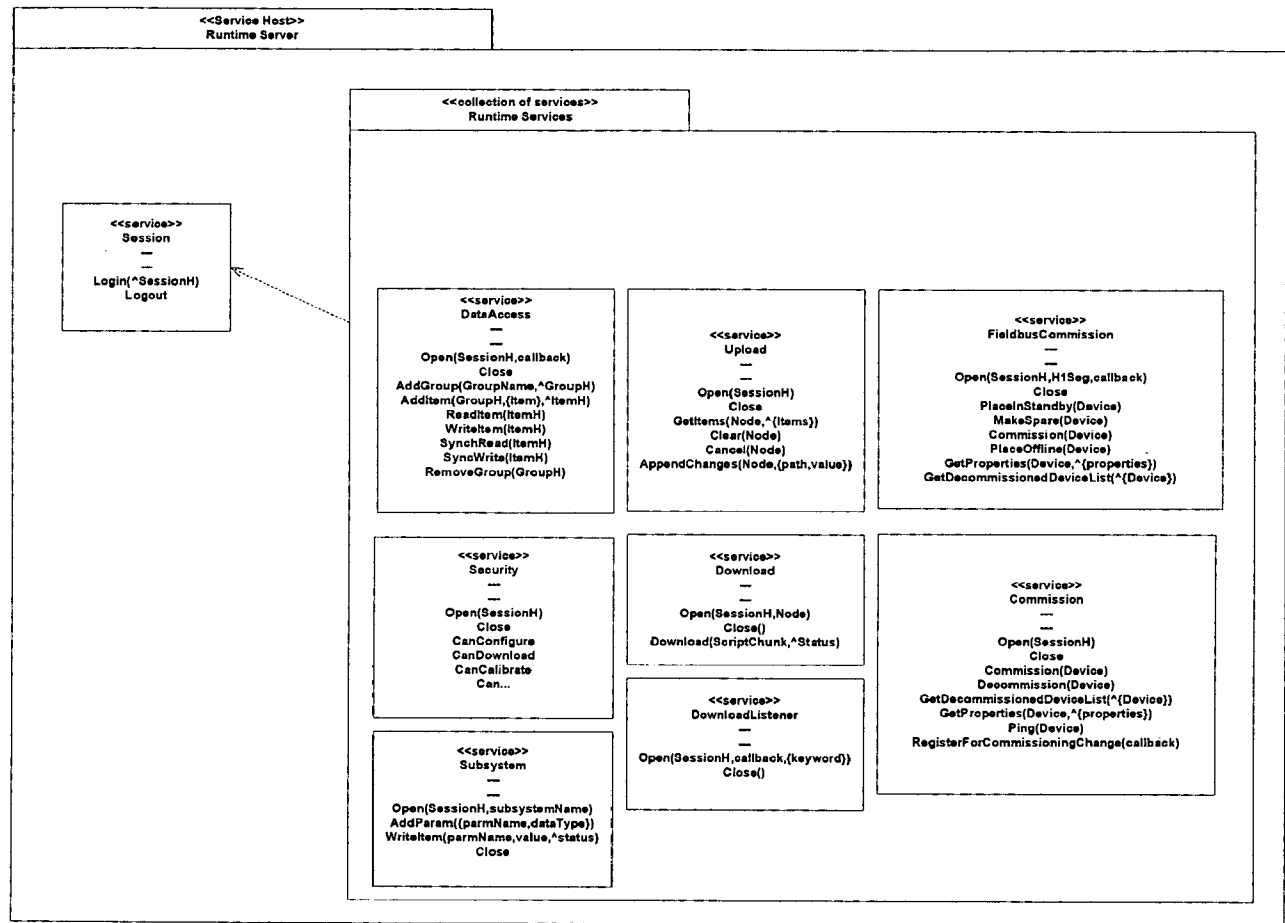 <<Service Host>>
Runtime Server
<<collection of services>>
Runtime Services
<<service>>
Session
—
—
Login(^SessionH)
Logout
<<service>>
DataAccess
—
—
Open(SessionH,callback)
Close
AddGroup(GroupName,^GroupH)
AddItem(GroupH,{Item},^ItemH)
ReadItem(ItemH)
WriteItem(ItemH)
SynchRead(ItemH)
SyncWrite(ItemH)
RemoveGroup(GroupH)
<<service>>
Upload
—
—
Open(SessionH)
Close
GetItems(Node,^{Items})
Clear(Node)
Cancel(Node)
AppendChanges(Node,{path,value})
<<service>>
FieldbusCommission
—
—
Open(SessionH,H1Seg,callback)
Close
PlaceInStandby(Device)
MakeSpare(Device)
Commission(Device)
PlaceOffline(Device)
GetProperties(Device,^{properties})
GetDecommissionedDeviceList(^{Device})
<<service>>
Security
—
—
Open(SessionH)
Close
CanConfigure
CanDownload
CanCalibrate
Can...
<<service>>
Download
—
—
Open(SessionH,Node)
Close()
Download(ScriptChunk,^Status)
<<service>>
Commission
—
—
Open(SessionH)
Close
Commission(Device)
Decommission(Device)
GetDecommissionedDeviceList(^{Device})
GetProperties(Device,^{properties})
Ping(Device)
RegisterForCommissioningChange(callback)
<<service>>
DownloadListener
—
—
Open(SessionH,callback,{keyword})
Close()
<<service>>
Subsystem
—
—
Open(SessionH,subsystemName)
AddParam({parmName,dataType})
WriteItem(parmName,value,^status)
Close